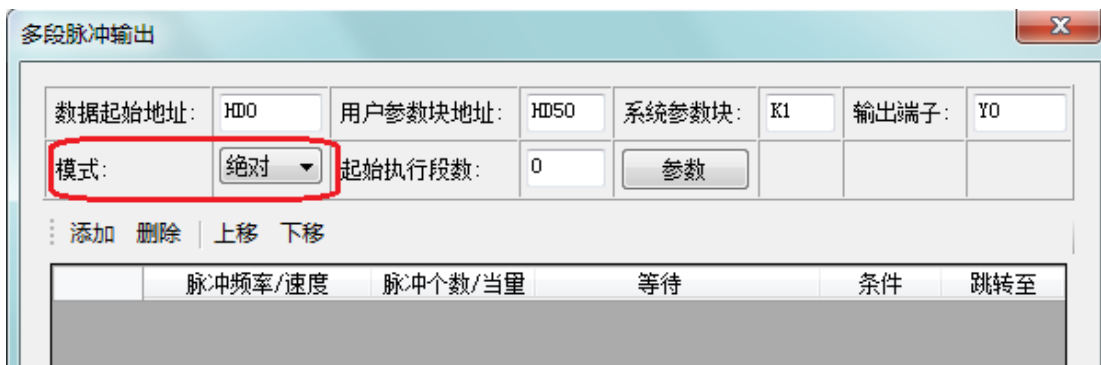 多段脉冲输出
数据起始地址: HD0 用户参数块地址: HD50 系统参数块: K1 输出端子: Y0
模式: 绝对 起始执行段数: 0 参数
添加 删除 上移 下移
脉冲频率/速度 脉冲个数/当量 等待 条件 跳转至